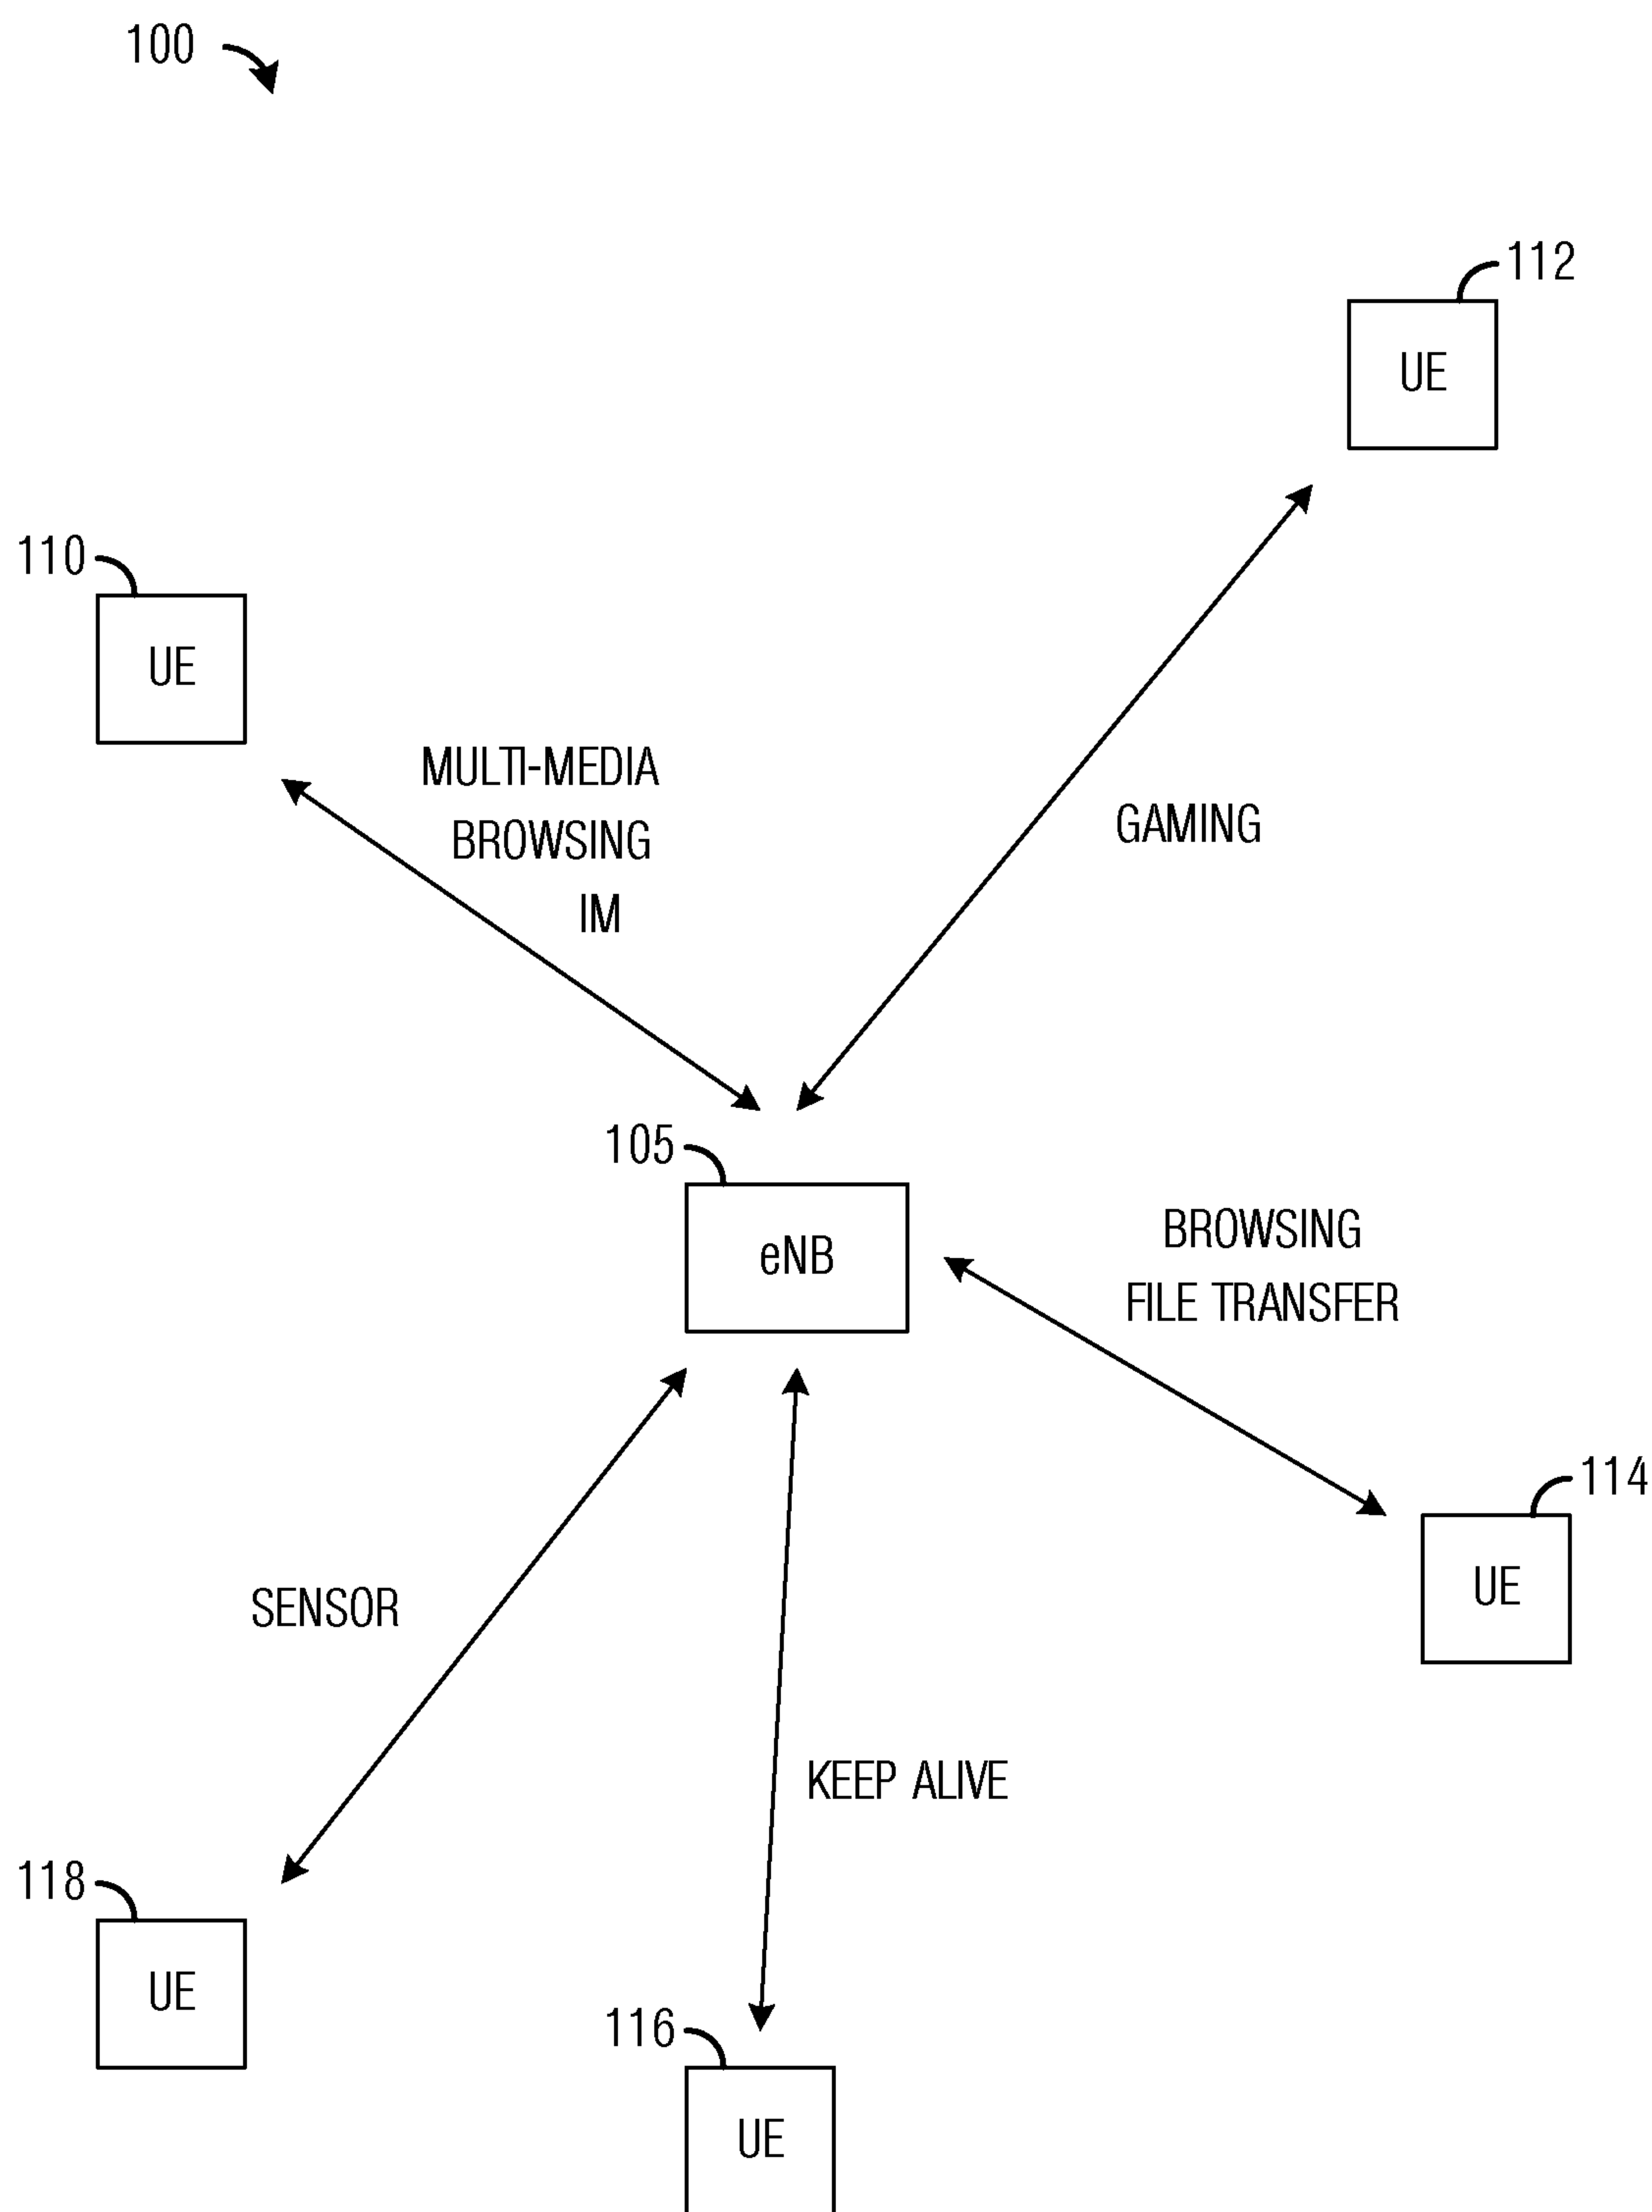 100
112
UE
110
UE
MULTI-MEDIA
BROWSING
IM
GAMING
105
eNB
BROWSING
FILE TRANSFER
114
UE
SENSOR
KEEP ALIVE
118
UE
116
UE